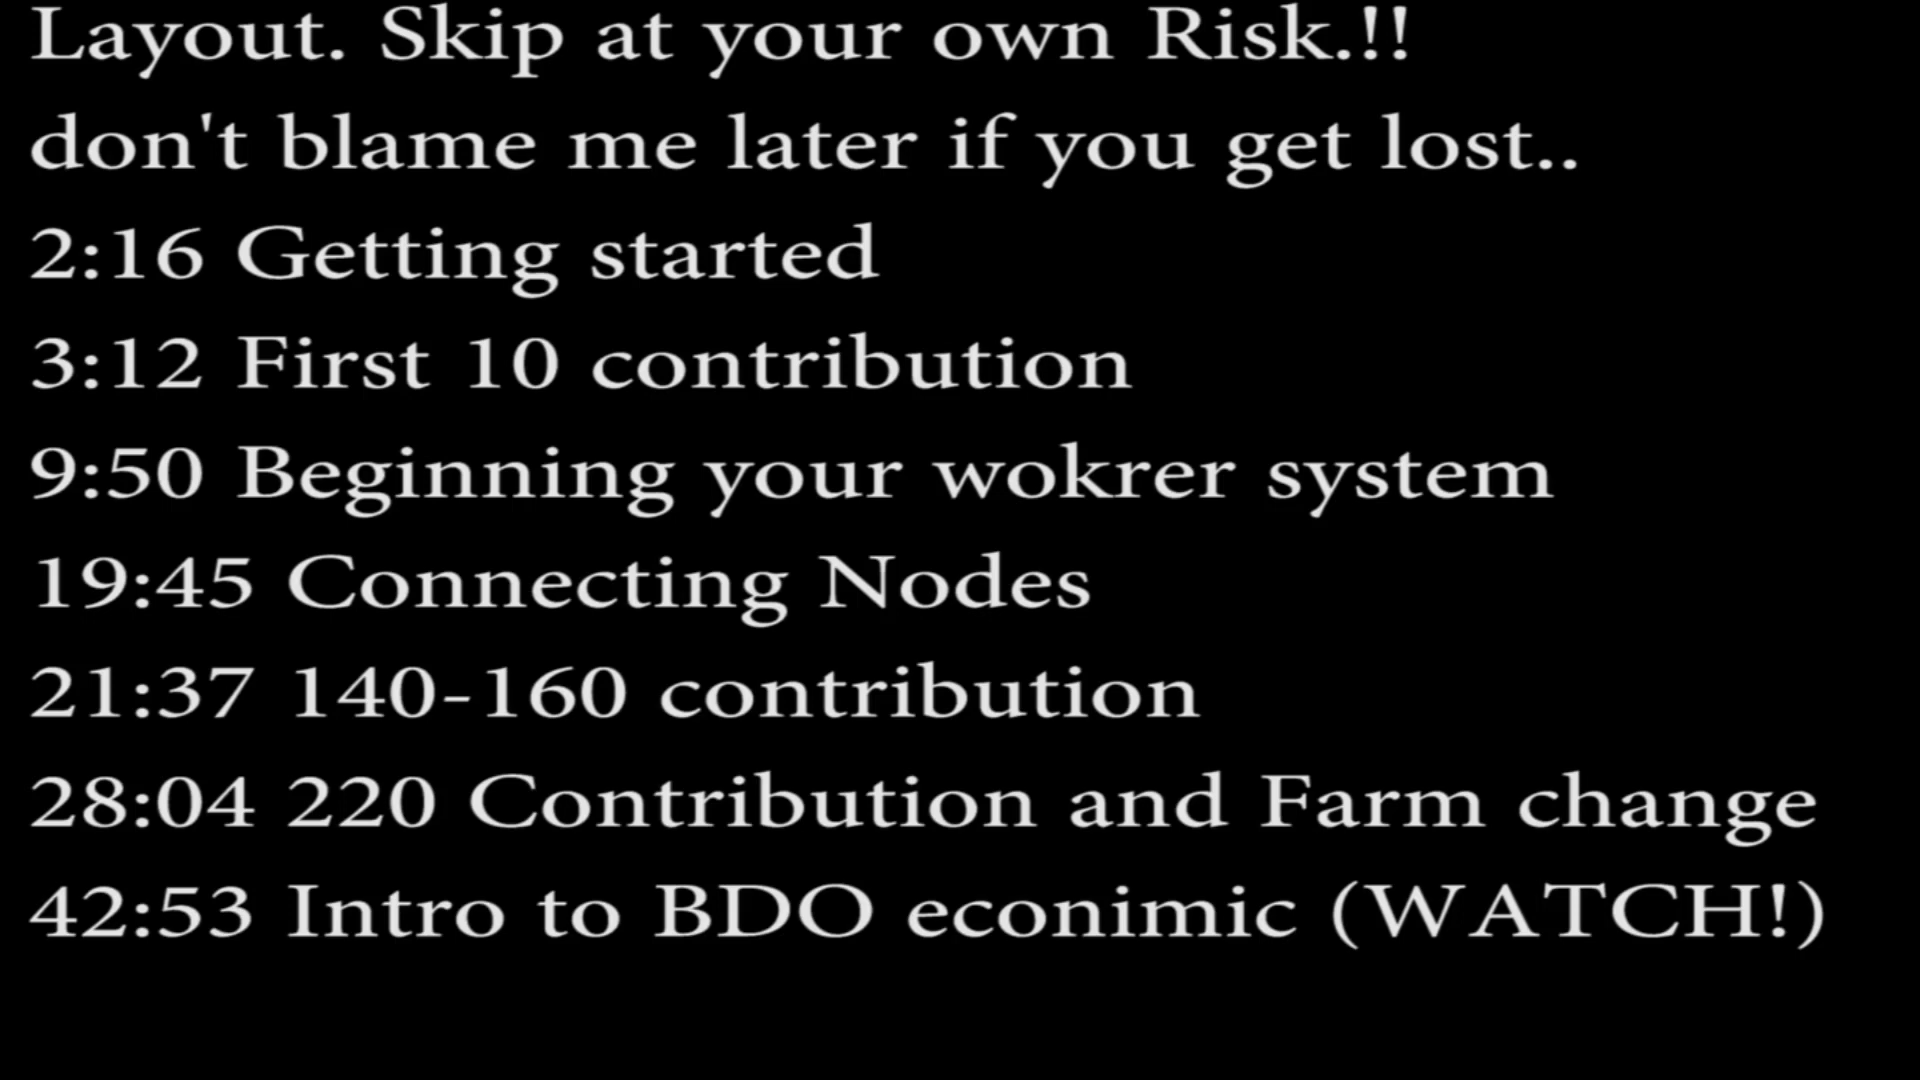 Layout. Skip at your own Risk.!!
don't blame me later if you get lost..
2:16 Getting started
3:12 First 10 contribution
9:50 Beginning your wokrer system
19:45 Connecting Nodes
21:37 140-160 contribution
28:04 220 Contribution and Farm change
42:53 Intro to BDO econimic (WATCH!)